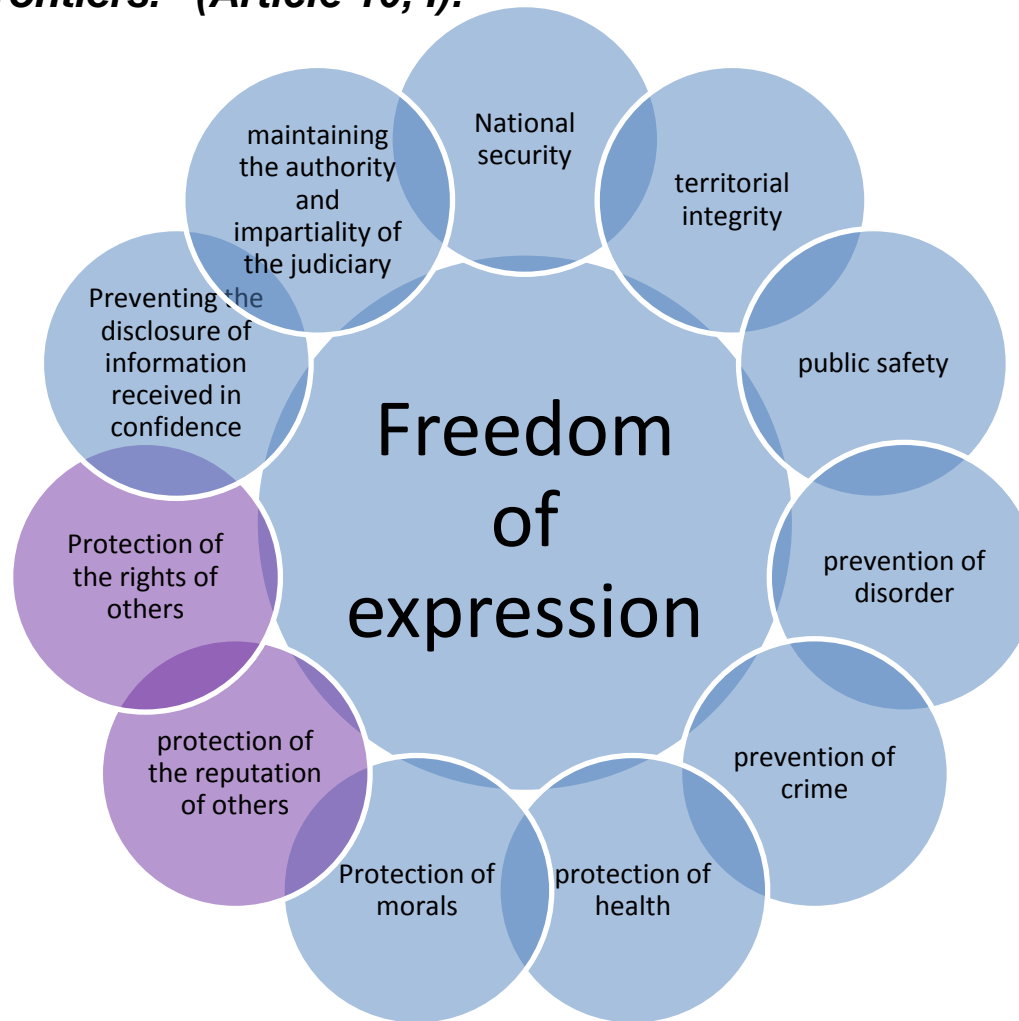 (Article 10, I).
National
security
territorial
integrity
public safety
prevention of
disorder
prevention of
crime
protection of
health
Protection of
morals
protection of
the reputation
of others
Protection of
the rights of
others
Preventing the
disclosure of
information
received in
confidence
maintaining
the authority
and
impartiality of
the judiciary
Freedom
of
expression